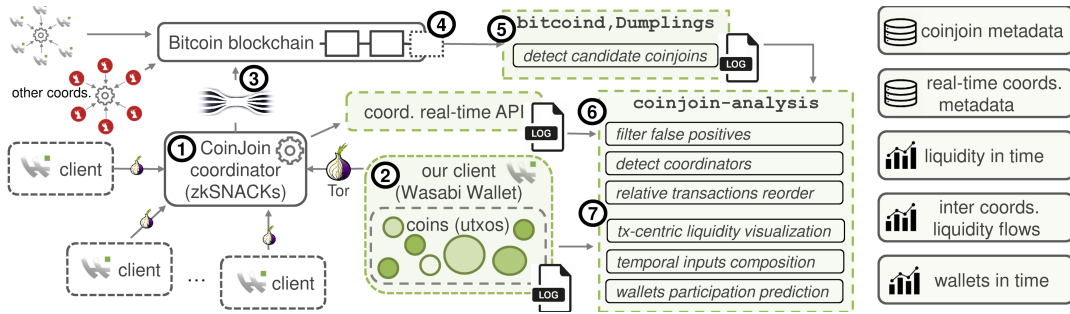 Bitcoin blockchain
4
5
bitcoind,Dumplings
detect candidate coinjoins
LOG
coinjoin metadata
other coords.
3
coord. real-time API
LOG
6
coinjoin-analysis
filter false positives
detect coordinators
relative transactions reorder
real-time coords.
metadata
1
CoinJoin
coordinator
(zkSNACKs)
Tor
2
our client
(Wasabi Wallet)
coins (utxos)
LOG
7
tx-centric liquidity visualization
temporal inputs composition
wallets participation prediction
liquidity in time
inter coords.
liquidity flows
wallets in time
client
client
...
client